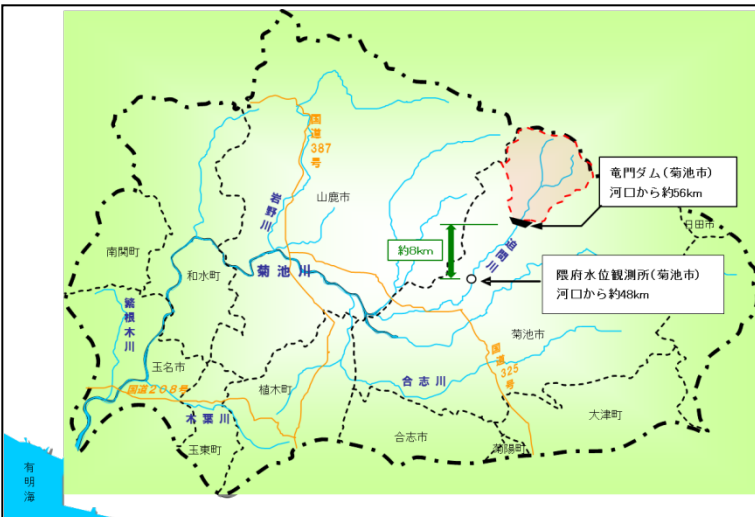 国道
387
号
岩野川
山鹿市
竜門ダム(菊池市)
河口から約56km
日田市
南関町
和水町
菊池川
約8km
迫間川
隈府水位観測所(菊池市)
河口から約48km
繁根木川
玉名市
国道208号
植木町
合志川
菊池市
国道
325
号
木葉川
玉東町
合志市
菊陽町
大津町
有明海